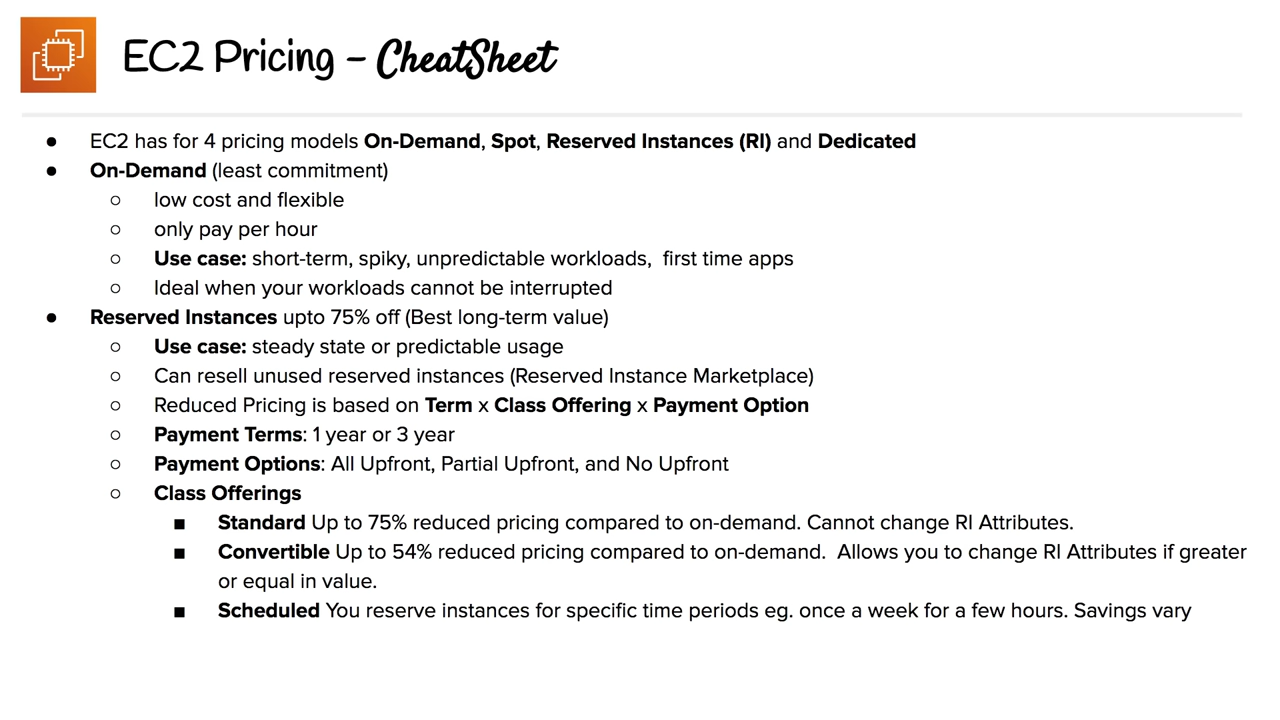 EC2 Pricing – CheatSheet
● EC2 has for 4 pricing models On-Demand, Spot, Reserved Instances (RI) and Dedicated
● On-Demand (least commitment)
○ low cost and flexible
○ only pay per hour
○ Use case: short-term, spiky, unpredictable workloads,  first time apps
○ Ideal when your workloads cannot be interrupted
● Reserved Instances upto 75% off (Best long-term value)
○ Use case: steady state or predictable usage
○ Can resell unused reserved instances (Reserved Instance Marketplace)
○ Reduced Pricing is based on Term x Class Offering x Payment Option
○ Payment Terms: 1 year or 3 year
○ Payment Options: All Upfront, Partial Upfront, and No Upfront
○ Class Offerings
■ Standard Up to 75% reduced pricing compared to on-demand. Cannot change RI Attributes.
■ Convertible Up to 54% reduced pricing compared to on-demand.  Allows you to change RI Attributes if greater
or equal in value.
■ Scheduled You reserve instances for specific time periods eg. once a week for a few hours. Savings vary